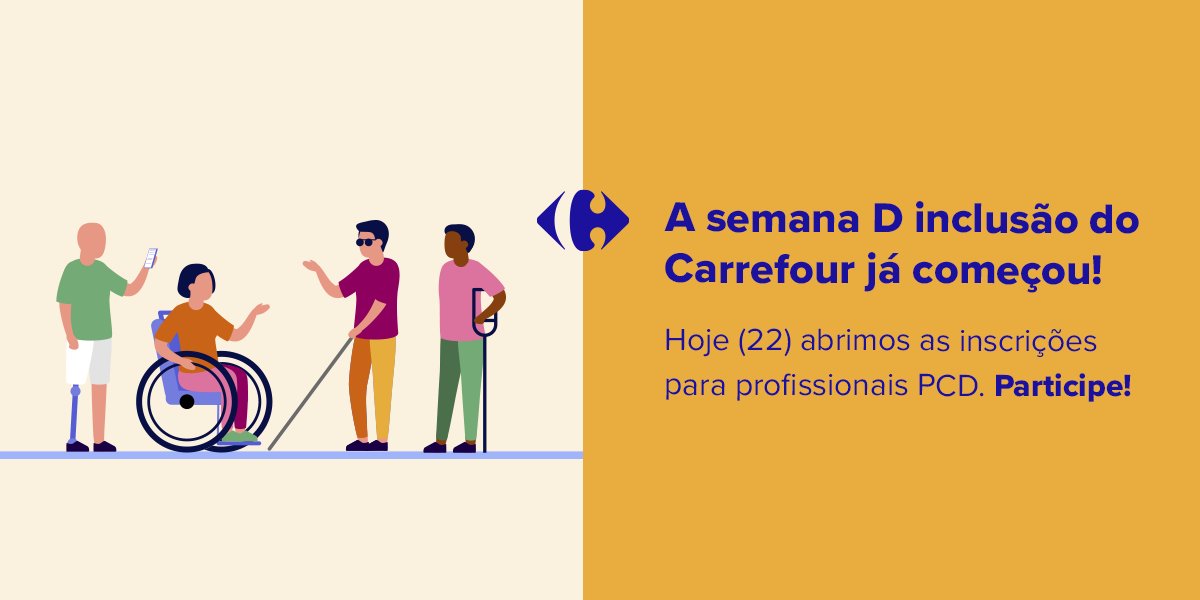 A semana D inclusão do
Carrefour já começou!
Hoje (22) abrimos as inscrições
para profissionais PCD. Participe!